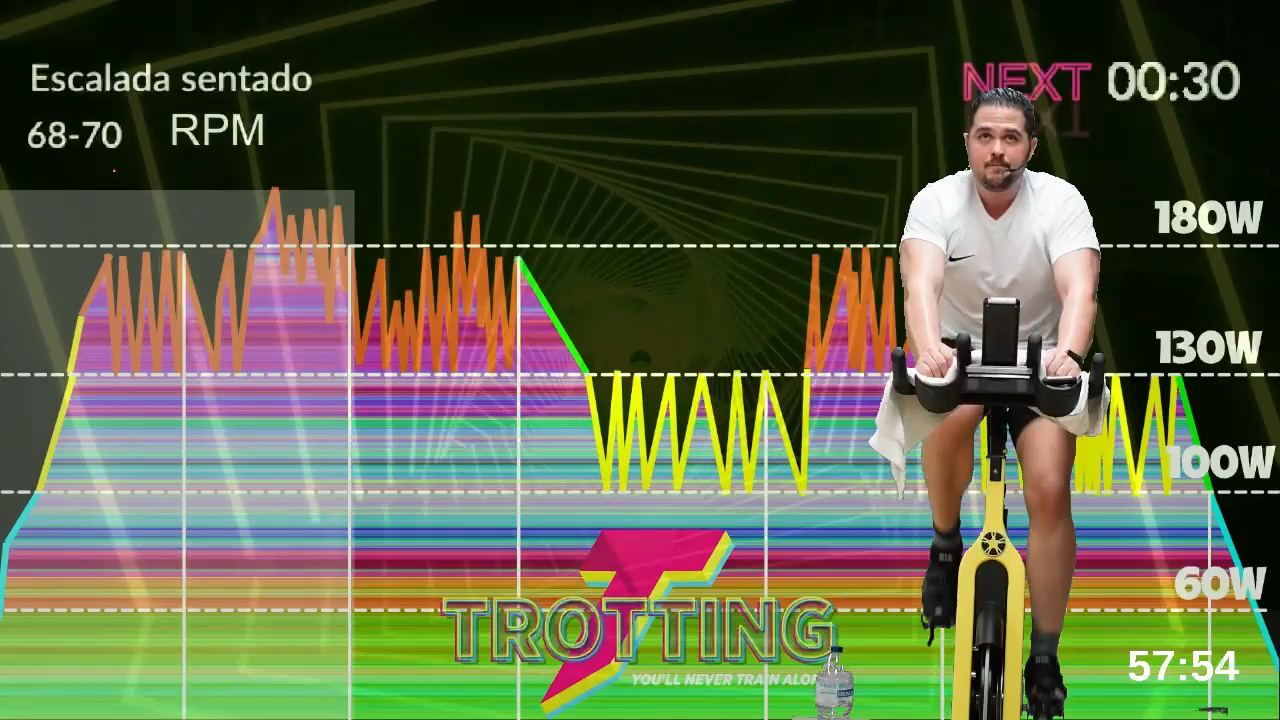 Escalada sentado
NEXT 00:30
68-70 RPM
180W
130W
100W
60W
TROTTING
YOU'LL NEVER TRAIN ALON
57:54